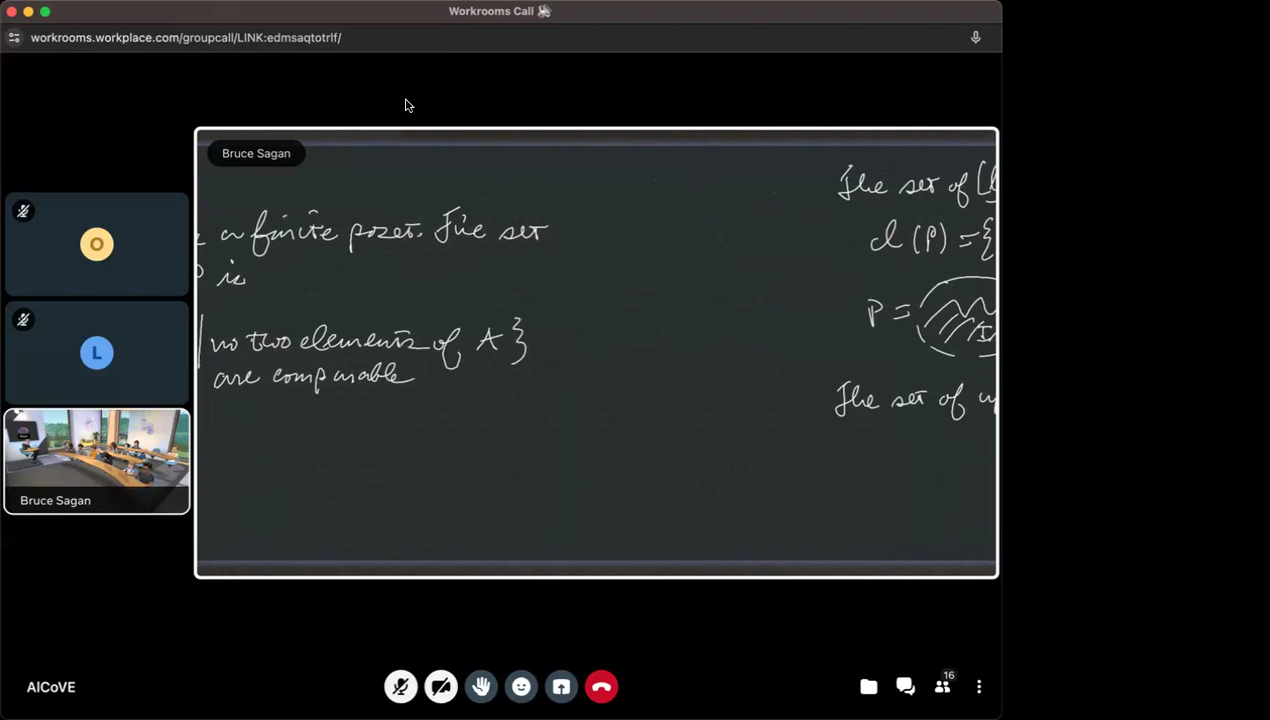 Workrooms Call
workrooms.workplace.com/groupcall/LINK:edmsaqtotrlf/
Bruce Sagan
a finite poset. The set
is
| no two elements of A }
are comparable
The set of
P =
The set of
O
L
Bruce Sagan
AICoVE
16